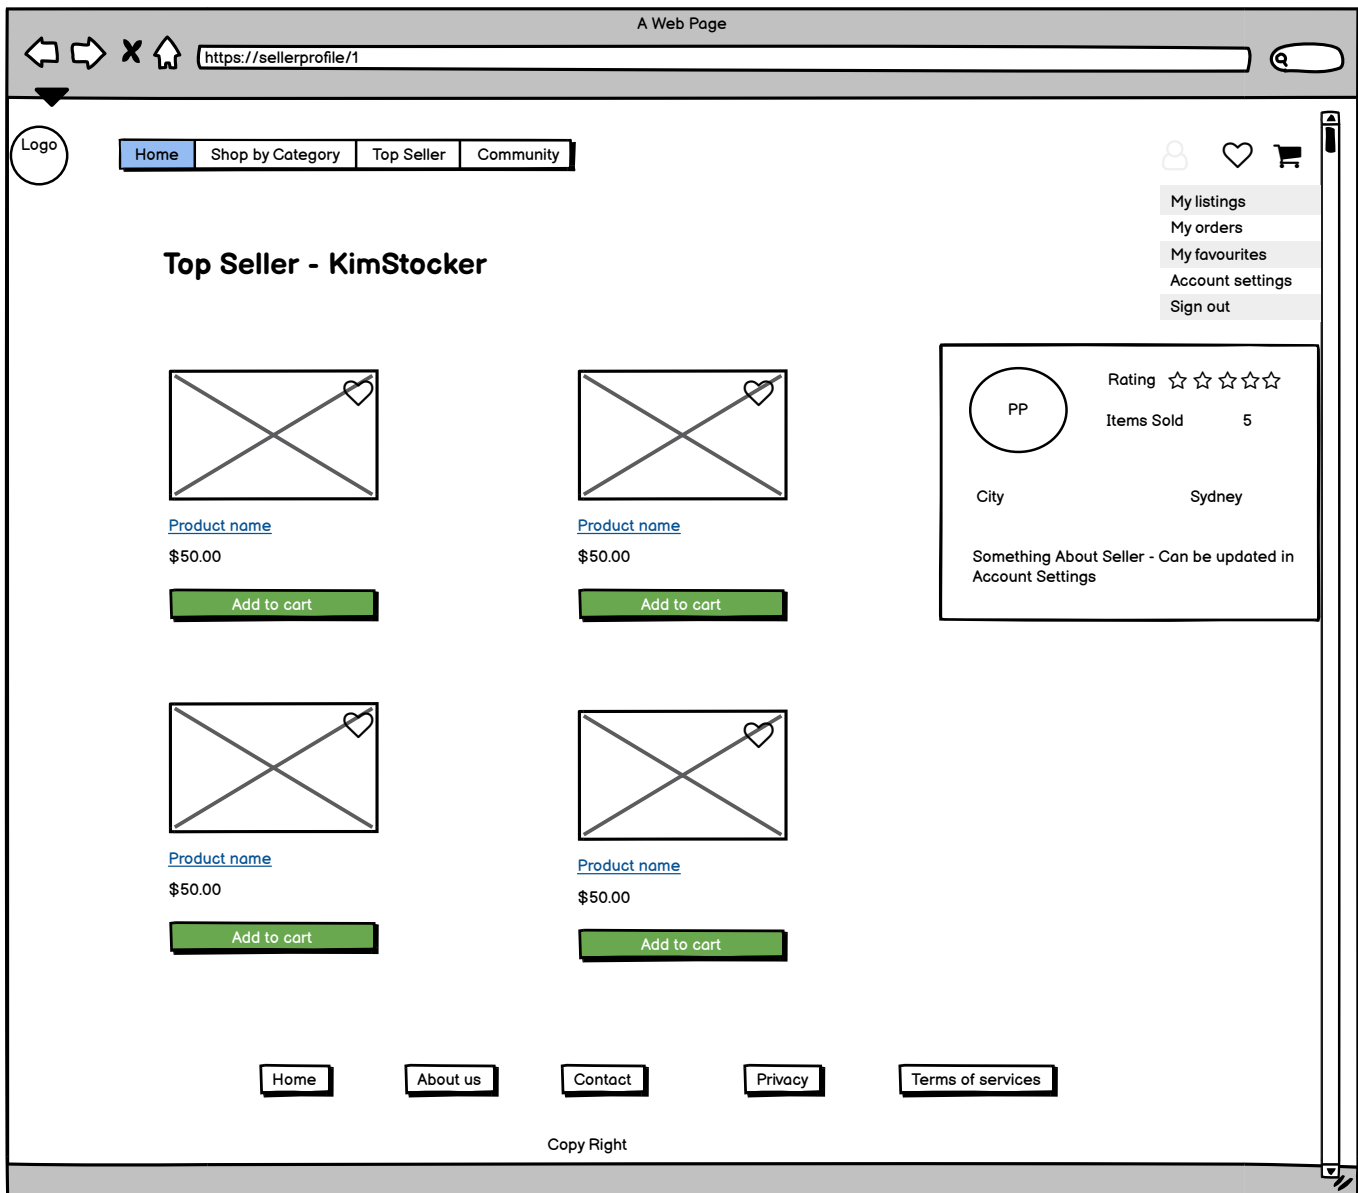 A Web Page
https://sellerprofile/1
Logo
Home
Shop by Category
Top Seller
Community
My listings
My orders
My favourites
Account settings
Sign out
Top Seller - KimStocker
PP
Rating
Items Sold 5
City Sydney
Something About Seller - Can be updated in
Account Settings
Product name
$50.00
Add to cart
Product name
$50.00
Add to cart
Product name
$50.00
Add to cart
Product name
$50.00
Add to cart
Home
About us
Contact
Privacy
Terms of services
Copy Right